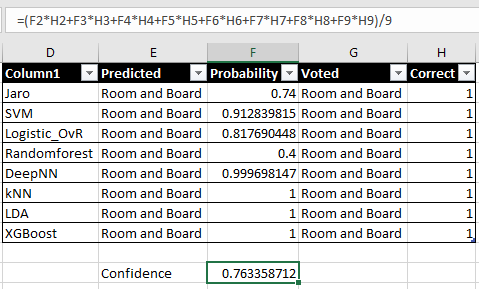 =(F2*H2+F3*H3+F4*H4+F5*H5+F6*H6+F7*H7+F8*H8+F9*H9)/9
D E F G H
Column1 Predicted Probability Voted Correct
Jaro Room and Board 0.74 Room and Board 1
SVM Room and Board 0.912839815 Room and Board 1
Logistic_OvR Room and Board 0.817690448 Room and Board 1
Randomforest Room and Board 0.4 Room and Board 1
DeepNN Room and Board 0.999698147 Room and Board 1
kNN Room and Board 1 Room and Board 1
LDA Room and Board 1 Room and Board 1
XGBoost Room and Board 1 Room and Board 1
Confidence 0.763358712